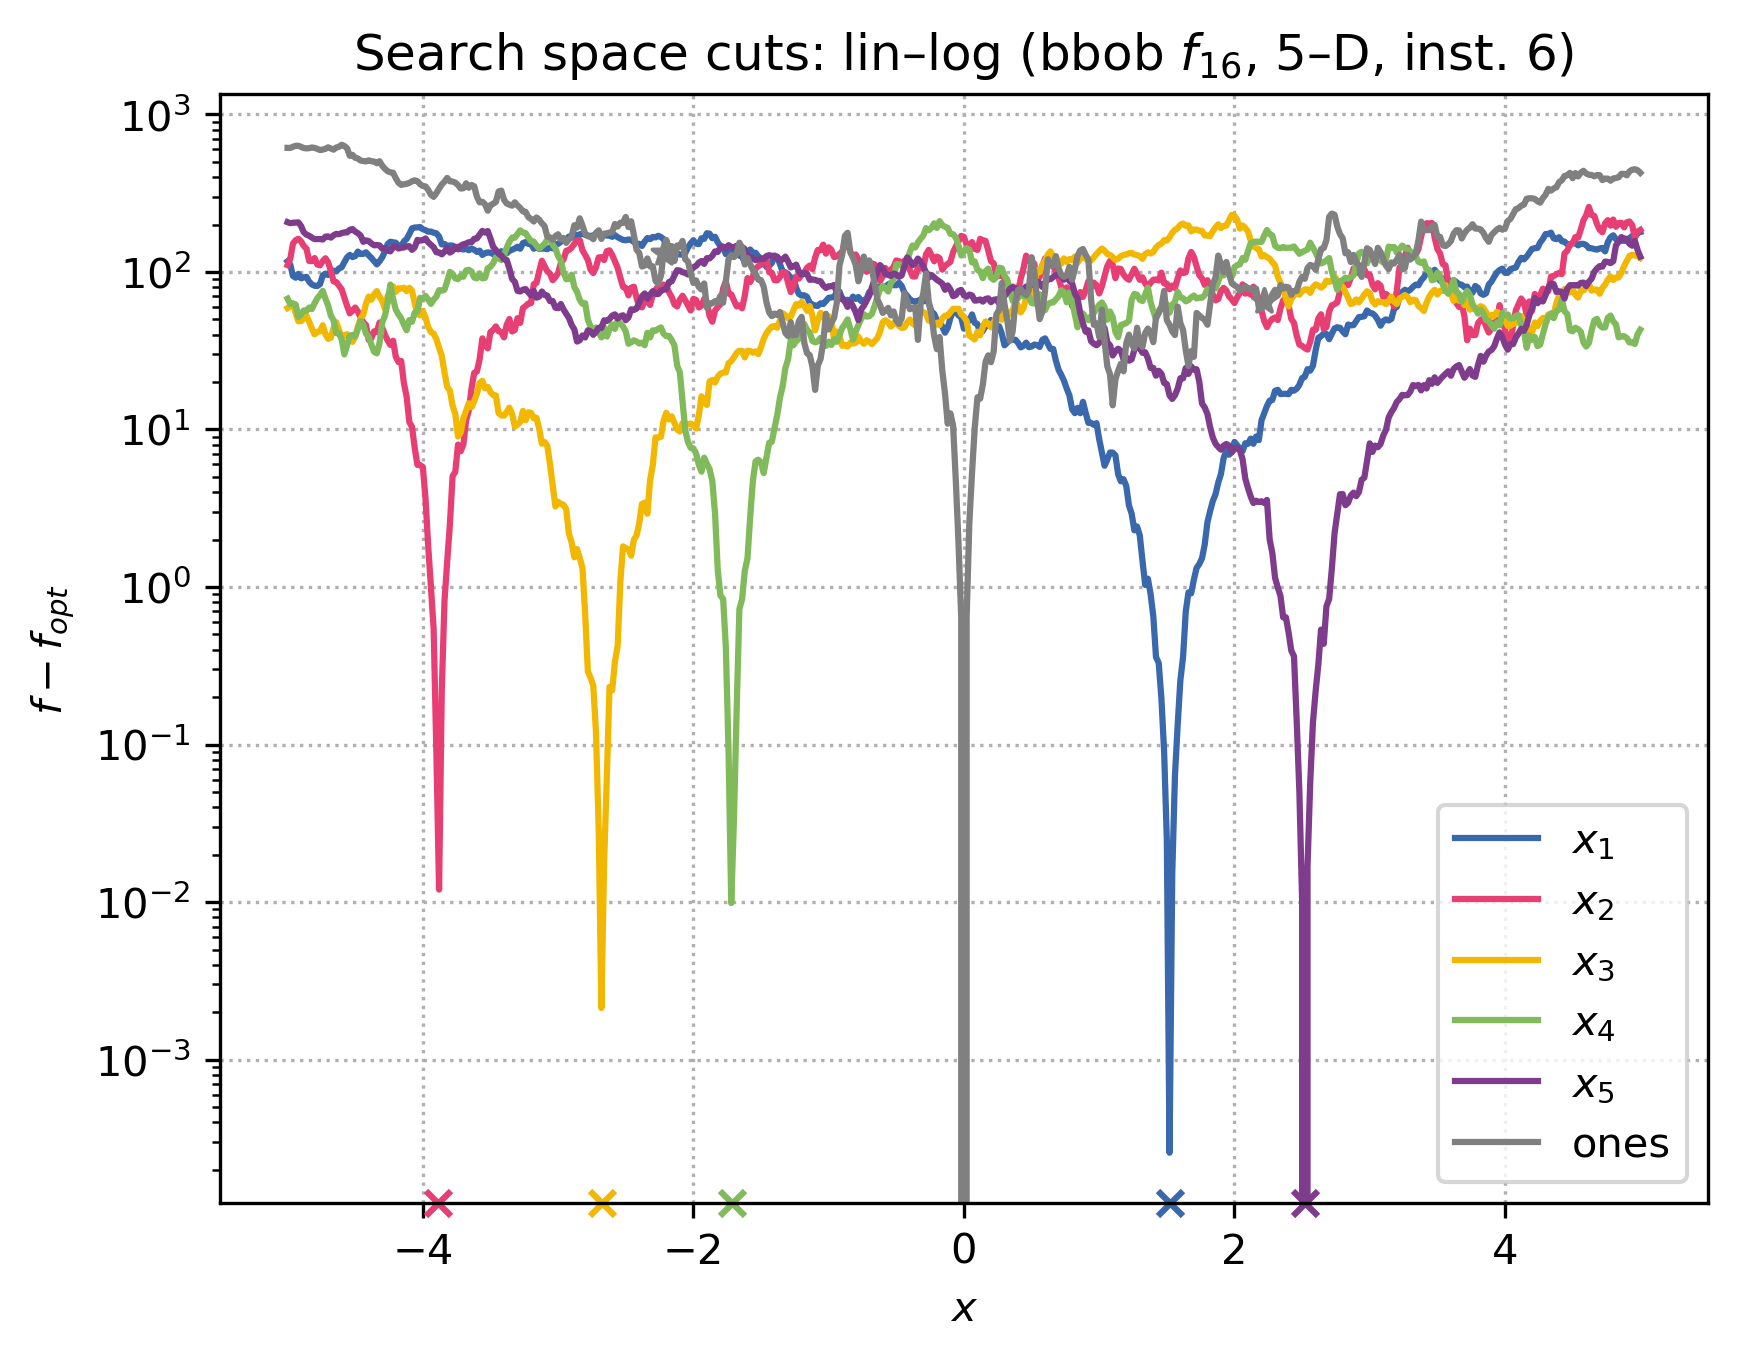 Search space cuts: lin–log (bbob f₁₆, 5–D, inst. 6)
10³
10²
10¹
10⁰
10⁻¹
10⁻²
10⁻³
f − f_opt
−4 −2 0 2 4
x
x₁
x₂
x₃
x₄
x₅
ones